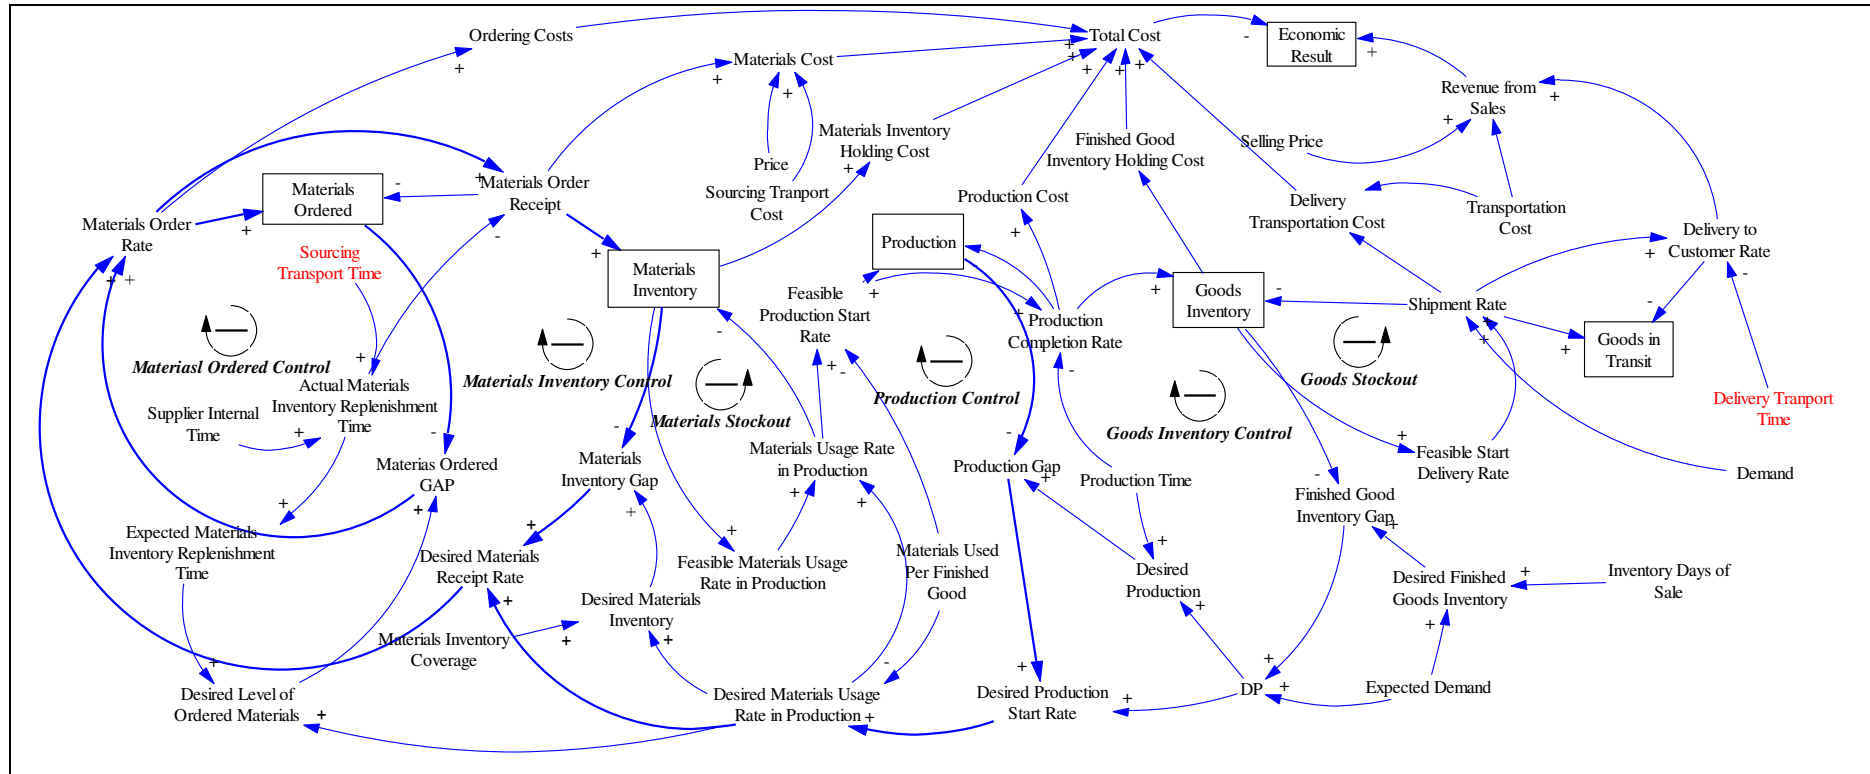 Ordering Costs
Total Cost
Economic
Result
Materials Cost
Revenue from
Sales
Materials Inventory
Holding Cost
Finished Good
Inventory Holding Cost
Selling Price
Price
Sourcing Tranport
Cost
Materials Order
Receipt
Materials
Ordered
Materials Order
Rate
Production Cost
Delivery
Transportation Cost
Transportation
Cost
Delivery to
Customer Rate
Sourcing
Transport Time
Production
Materials
Inventory
Feasible
Production Start
Rate
Goods
Inventory
Shipment Rate
Production
Completion Rate
Goods in
Transit
Materiasl Ordered Control
Materials Inventory Control
Materials Stockout
Production Control
Goods Inventory Control
Goods Stockout
Actual Materials
Inventory Replenishment
Time
Supplier Internal
Time
Delivery Tranport
Time
Materias Ordered
GAP
Materials
Inventory Gap
Materials Usage Rate
in Production
Production Gap
Production Time
Feasible Start
Delivery Rate
Demand
Finished Good
Inventory Gap
Expected Materials
Inventory Replenishment
Time
Desired Materials
Receipt Rate
Feasible Materials Usage
Rate in Production
Materials Used
Per Finished
Good
Desired
Production
Desired Finished
Goods Inventory
Inventory Days of
Sale
Desired Materials
Inventory
Materials Inventory
Coverage
Desired Level of
Ordered Materials
Desired Materials Usage
Rate in Production
Desired Production
Start Rate
DP
Expected Demand